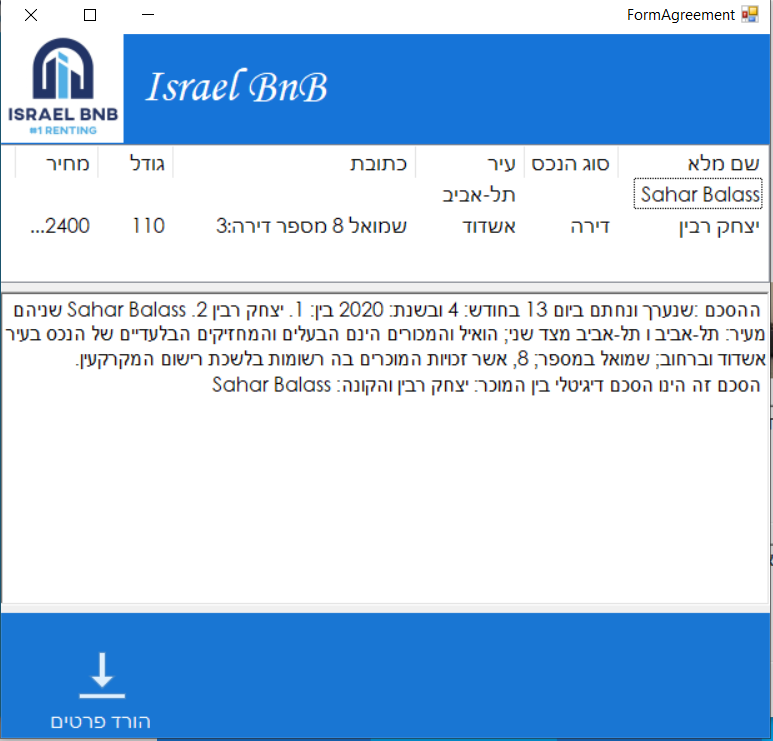 FormAgreement
ISRAEL BNB
#1 RENTING
Israel BnB
שם מלא סוג הנכס עיר כתובת גודל מחיר
Sahar Balass תל-אביב
יצחק רבין דירה אשדוד שמואל 8 מספר דירה:3 110 2400...
ההסכם :שנערך ונחתם ביום 13 בחודש: 4 ובשנת: 2020 בין: 1. יצחק רבין 2. Sahar Balass שניהם
מעיר: תל-אביב ו תל-אביב מצד שני; הואיל והמכורים הינם הבעלים והמחזיקים הבלעדיים של הנכס בעיר
אשדוד וברחוב; שמואל במספר; 8, אשר זכויות המוכרים בה רשומות בלשכת רישום המקרקעין.
הסכם זה הינו הסכם דיגיטלי בין המוכר: יצחק רבין והקונה: Sahar Balass
הורד פרטים